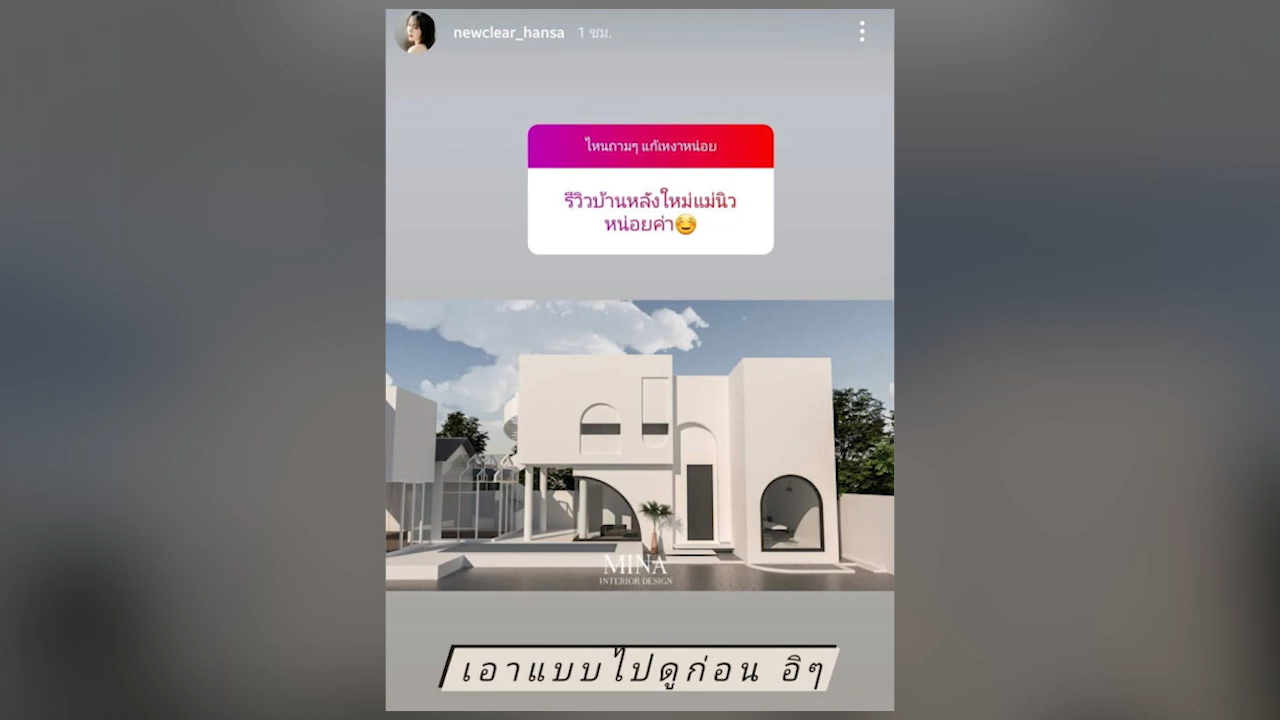 newclear_hansa 1 ชม.
ไหนถามๆ แก้เหงาหน่อย
รีวิวบ้านหลังใหม่แม่นิว
หน่อยค่า☺️
MINA
INTERIOR DESIGN
เอาแบบไปดูก่อน อิๆ